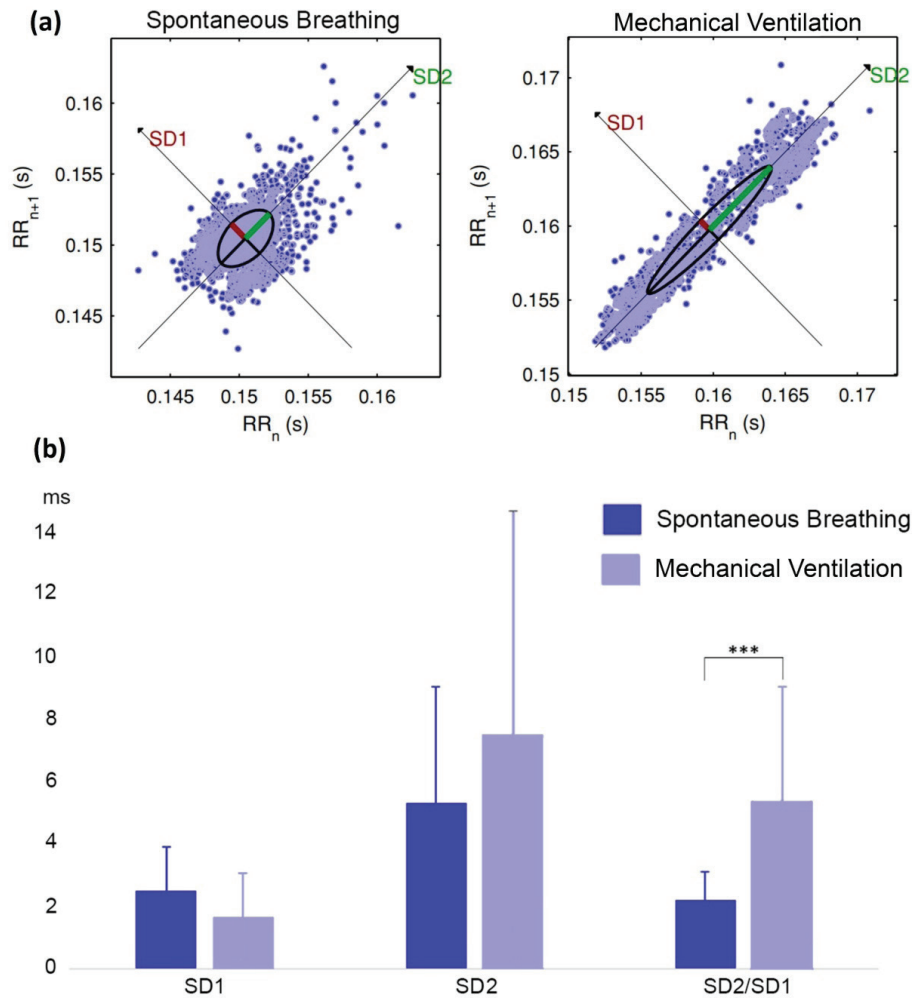 (a)
Spontaneous Breathing
Mechanical Ventilation
SD2
SD1
0.16
0.155
0.15
0.145
RRn+1 (s)
0.145 0.15 0.155 0.16
RRn (s)
SD2
SD1
0.17
0.165
0.16
0.155
0.15
RRn+1 (s)
0.15 0.155 0.16 0.165 0.17
RRn (s)
(b)
ms
14
12
10
8
6
4
2
0
Spontaneous Breathing
Mechanical Ventilation
***
SD1 SD2 SD2/SD1